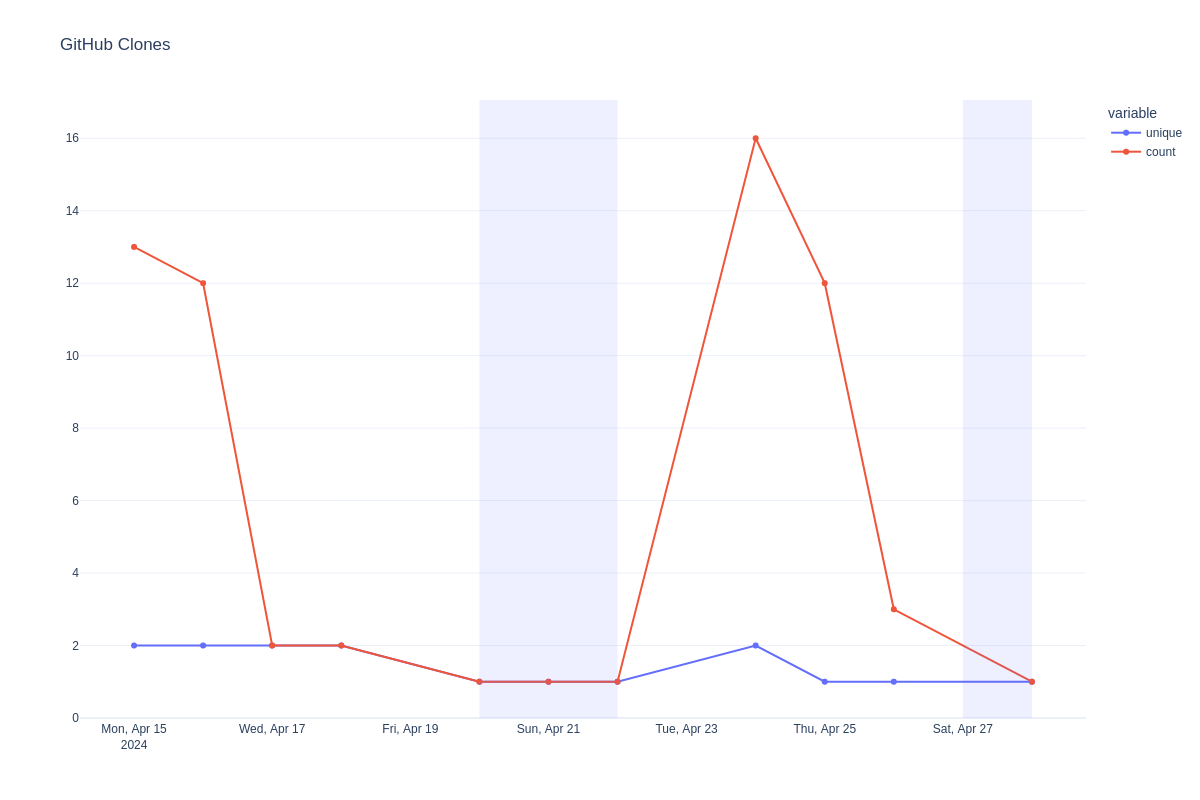 GitHub Clones
variable
unique
count
16
14
12
10
8
6
4
2
0
Mon, Apr 15
2024
Wed, Apr 17
Fri, Apr 19
Sun, Apr 21
Tue, Apr 23
Thu, Apr 25
Sat, Apr 27